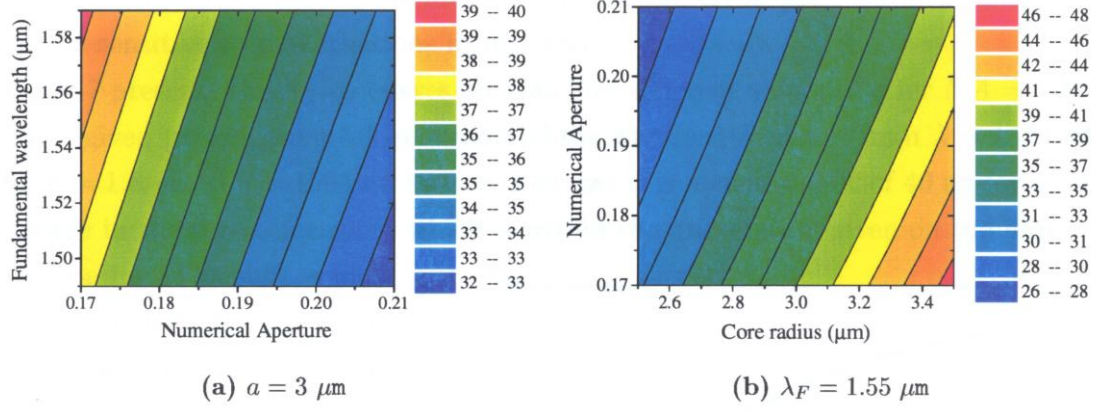 1.58
1.56
1.54
1.52
1.50
Fundamental wavelength (μm)
0.17 0.18 0.19 0.20 0.21
Numerical Aperture
39 -- 40
39 -- 39
38 -- 39
37 -- 38
37 -- 37
36 -- 37
35 -- 36
35 -- 35
34 -- 35
33 -- 34
33 -- 33
32 -- 33
(a) a = 3 μm
0.21
0.20
0.19
0.18
0.17
Numerical Aperture
2.6 2.8 3.0 3.2 3.4
Core radius (μm)
46 -- 48
44 -- 46
42 -- 44
41 -- 42
39 -- 41
37 -- 39
35 -- 37
33 -- 35
31 -- 33
30 -- 31
28 -- 30
26 -- 28
(b) λF = 1.55 μm